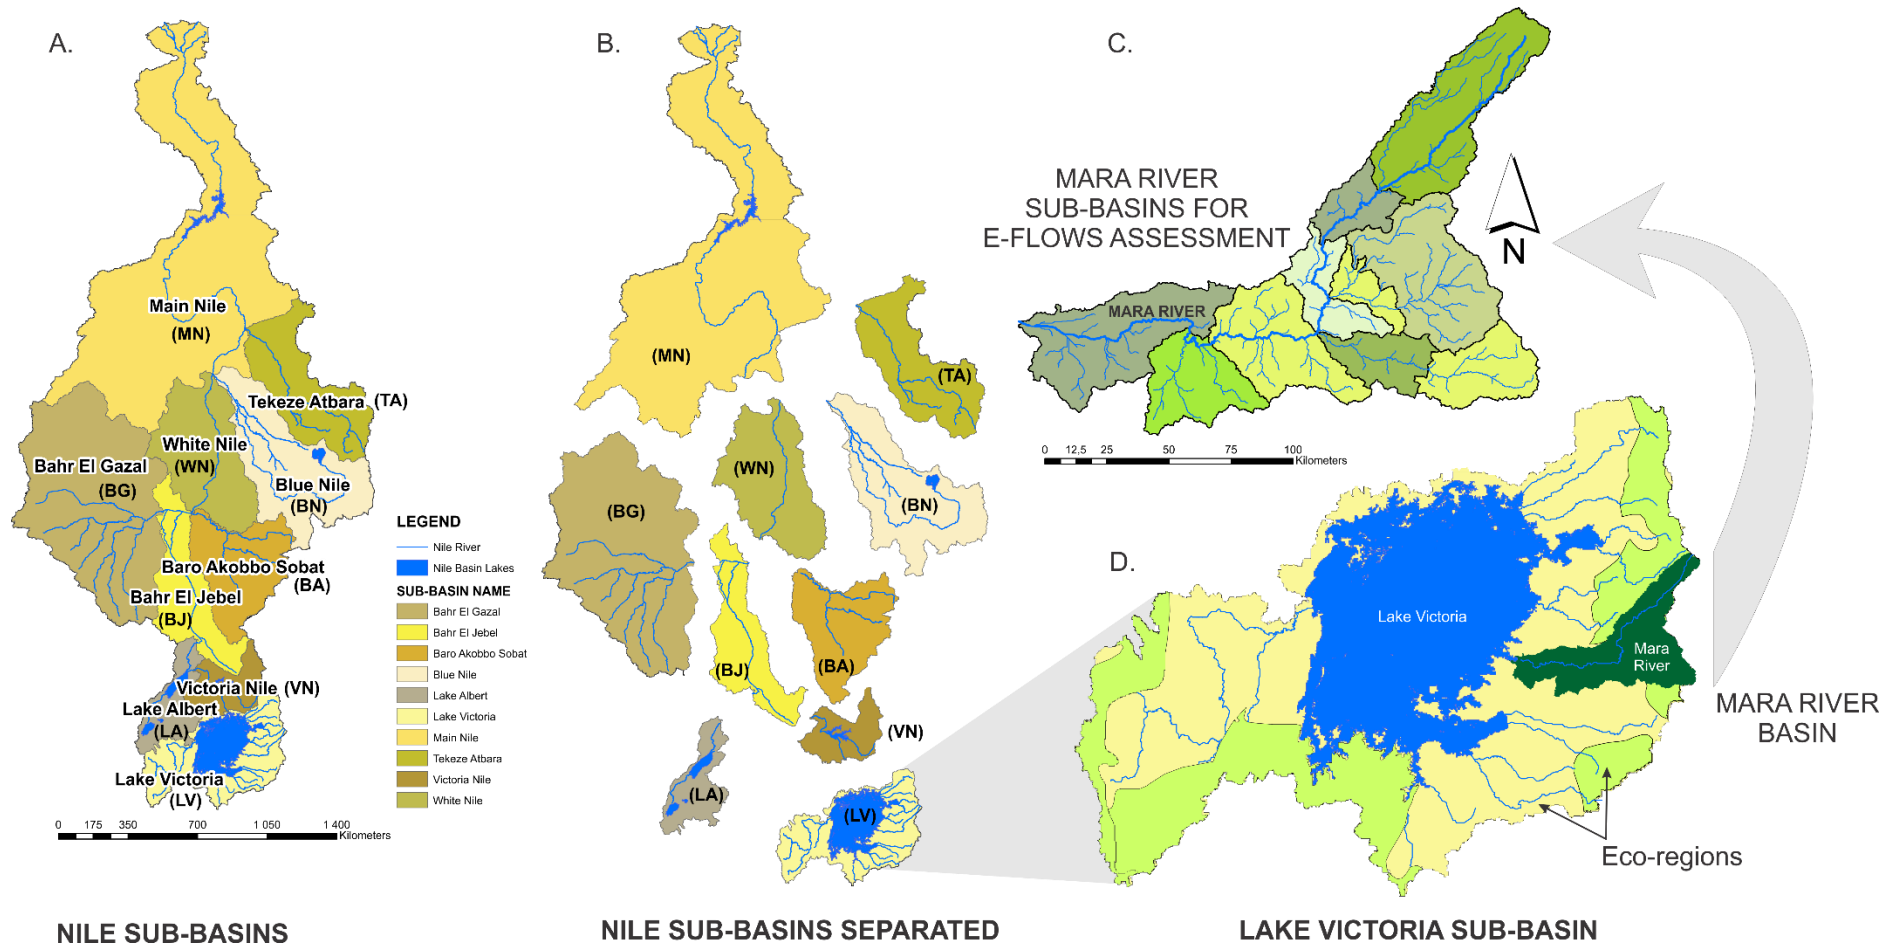 A.
Main Nile
(MN)
Tekeze Atbara (TA)
White Nile
(WN)
Bahr El Gazal
(BG)
Blue Nile
(BN)
Baro Akobbo Sobat
(BA)
Bahr El Jebel
(BJ)
Victoria Nile (VN)
Lake Albert
(LA)
Lake Victoria
(LV)
0 175 350 700 1 050 1 400
Kilometers
NILE SUB-BASINS
LEGEND
Nile River
Nile Basin Lakes
SUB-BASIN NAME
Bahr El Gazal
Bahr El Jebel
Baro Akobbo Sobat
Blue Nile
Lake Albert
Lake Victoria
Main Nile
Tekeze Atbara
Victoria Nile
White Nile
B.
(MN)
(TA)
(WN)
(BG)
(BN)
(BJ)
(BA)
(VN)
(LA)
(LV)
NILE SUB-BASINS SEPARATED
C.
MARA RIVER
SUB-BASINS FOR
E-FLOWS ASSESSMENT
N
MARA RIVER
0 12,5 25 50 75 100
Kilometers
D.
Lake Victoria
Mara
River
MARA RIVER
BASIN
Eco-regions
LAKE VICTORIA SUB-BASIN